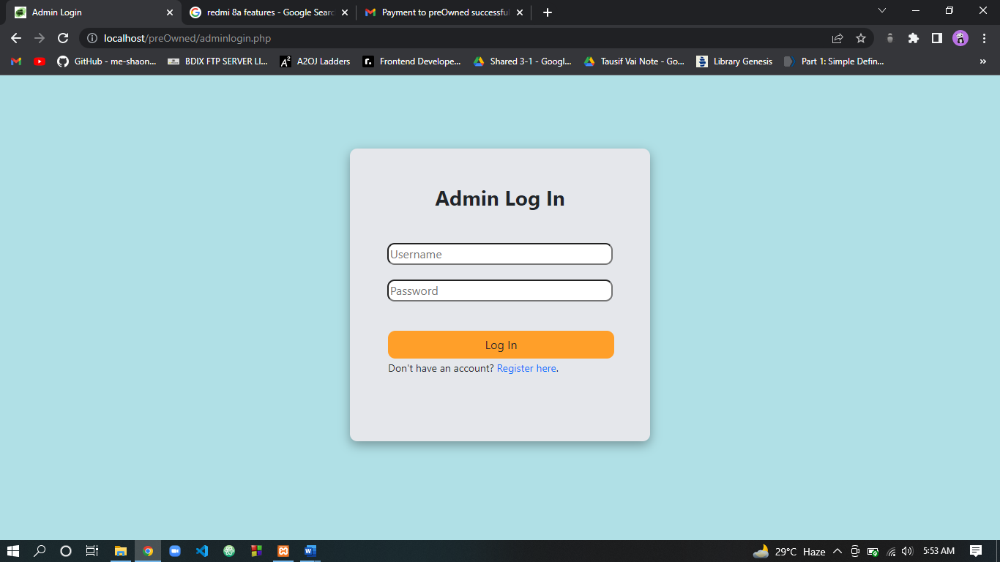 Admin Login
redmi 8a features - Google Searc
Payment to preOwned successful
localhost/preOwned/adminlogin.php
GitHub - me-shaon...
BDIX FTP SERVER LI...
A2OJ Ladders
Frontend Develope...
Shared 3-1 - Googl...
Tausif Vai Note - Go...
Library Genesis
Part 1: Simple Defin...
Admin Log In
Username
Password
Log In
Don't have an account? Register here.
29°C Haze
5:53 AM